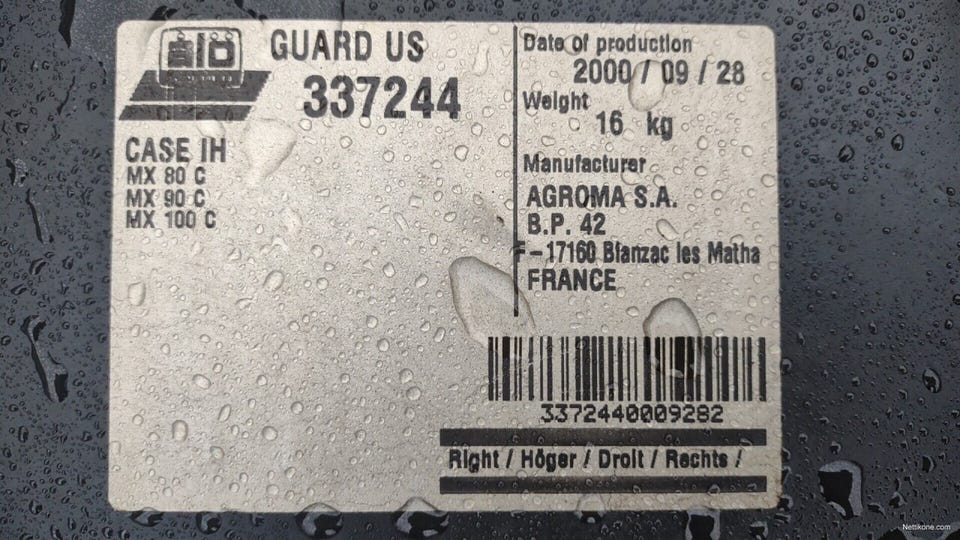 GUARD US
337244
CASE IH
MX 80 C
MX 90 C
MX 100 C
Date of production
2000 / 09 / 28
Weight
16 kg
Manufacturer
AGROMA S.A.
B.P. 42
F-17160 Blanzac les Matha
FRANCE
3372440009282
Right / Höger / Droit / Rechts /
Nettikone.com